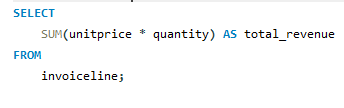 SELECT
SUM(unitprice * quantity) AS total_revenue
FROM
invoiceline;